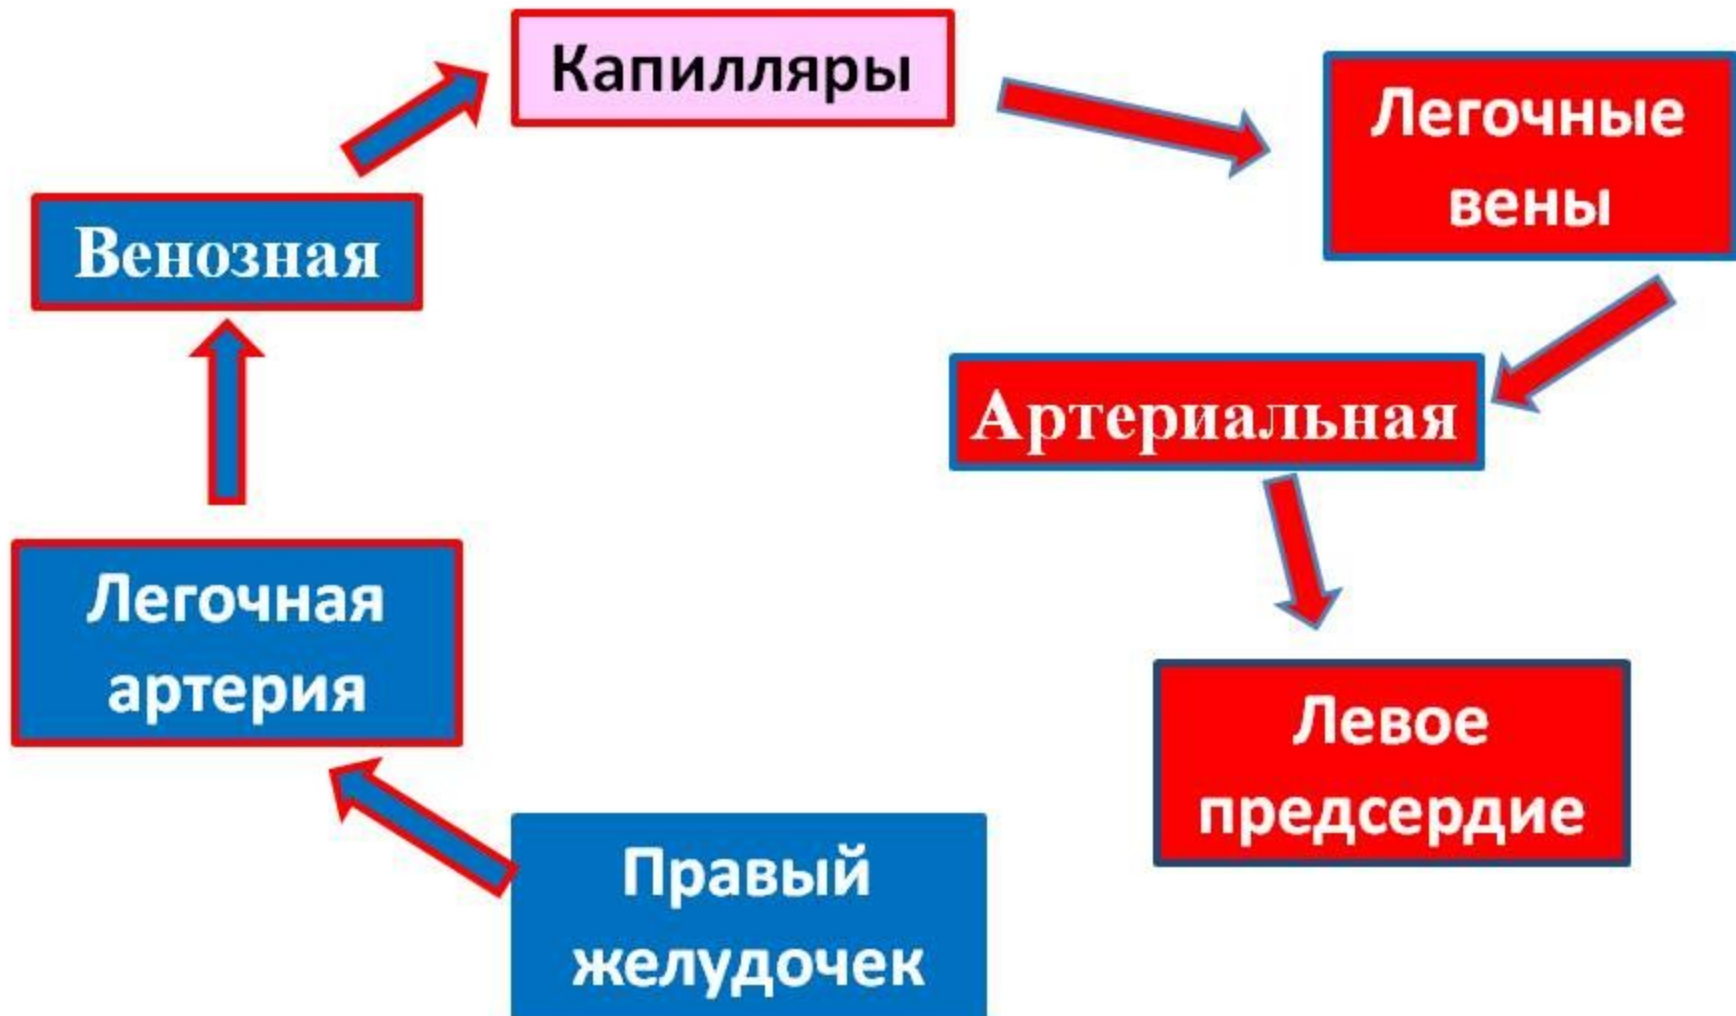 Капилляры
Легочные
вены
Венозная
Артериальная
Легочная
артерия
Левое
предсердие
Правый
желудочек